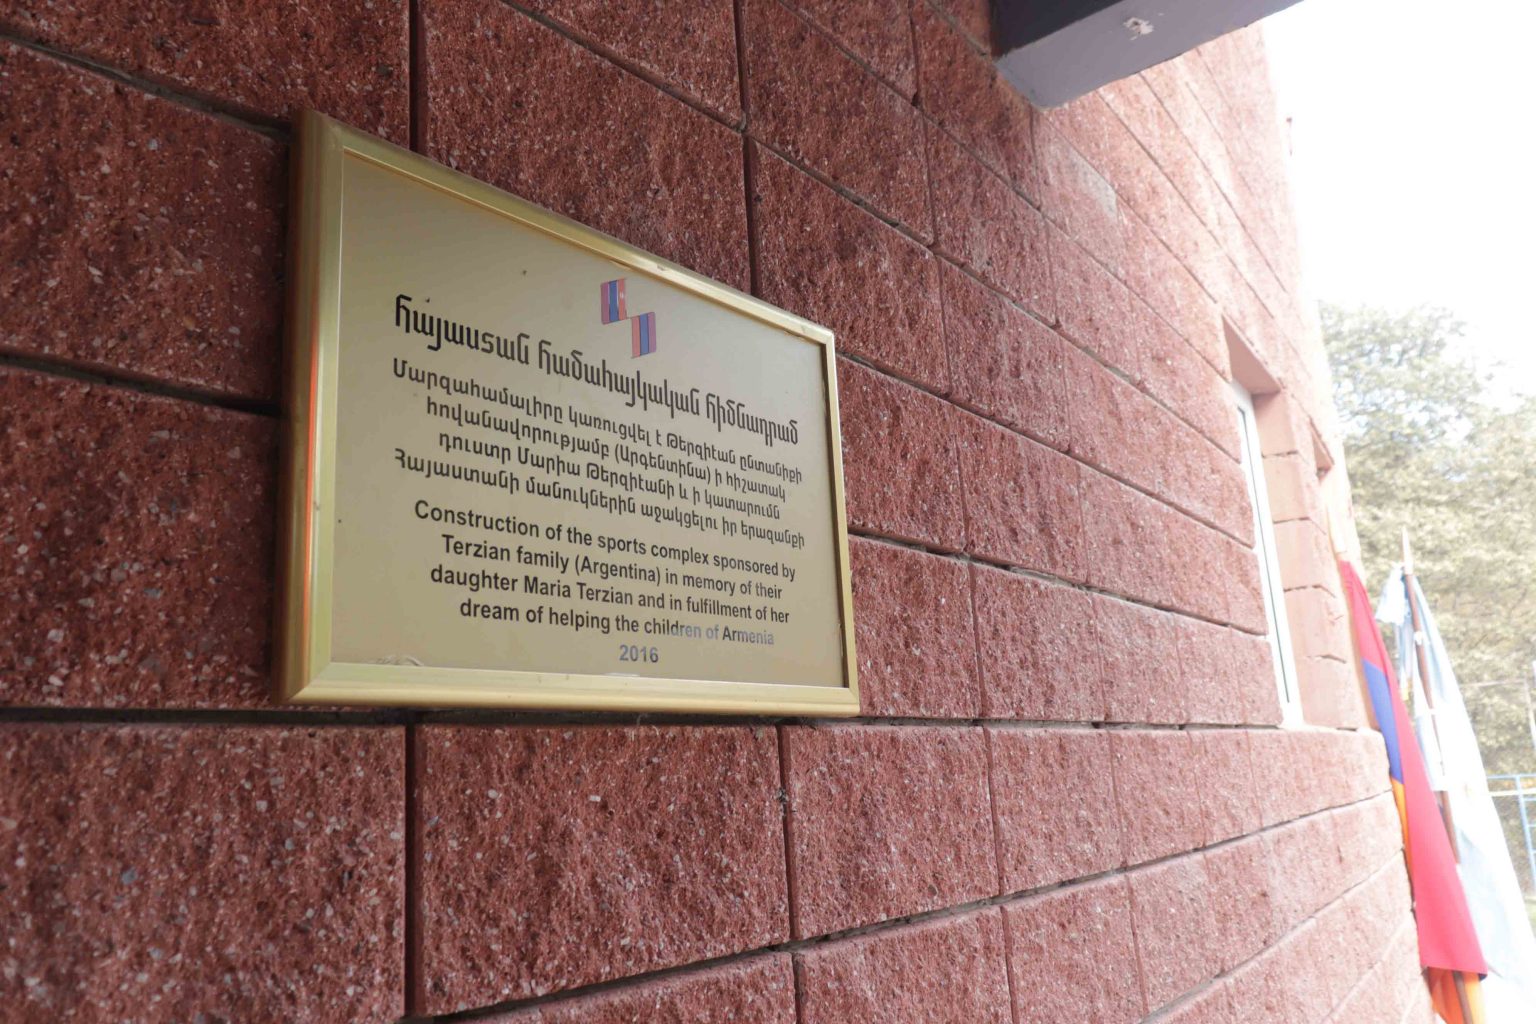 հայաստան համահայկական հիմնադրամ
Մարզահամալիրը կառուցվել է Թերզիէան ընտանիքի
հովանավորությամբ (Արգենտինա) ի հիշատակ
դուստր Մարիա Թերզիէանի և ի կատարումն
Հայաստանի մանուկներին աջակցելու իր երազանքի
Construction of the sports complex sponsored by
Terzian family (Argentina) in memory of their
daughter Maria Terzian and in fulfillment of her
dream of helping the children of Armenia
2016